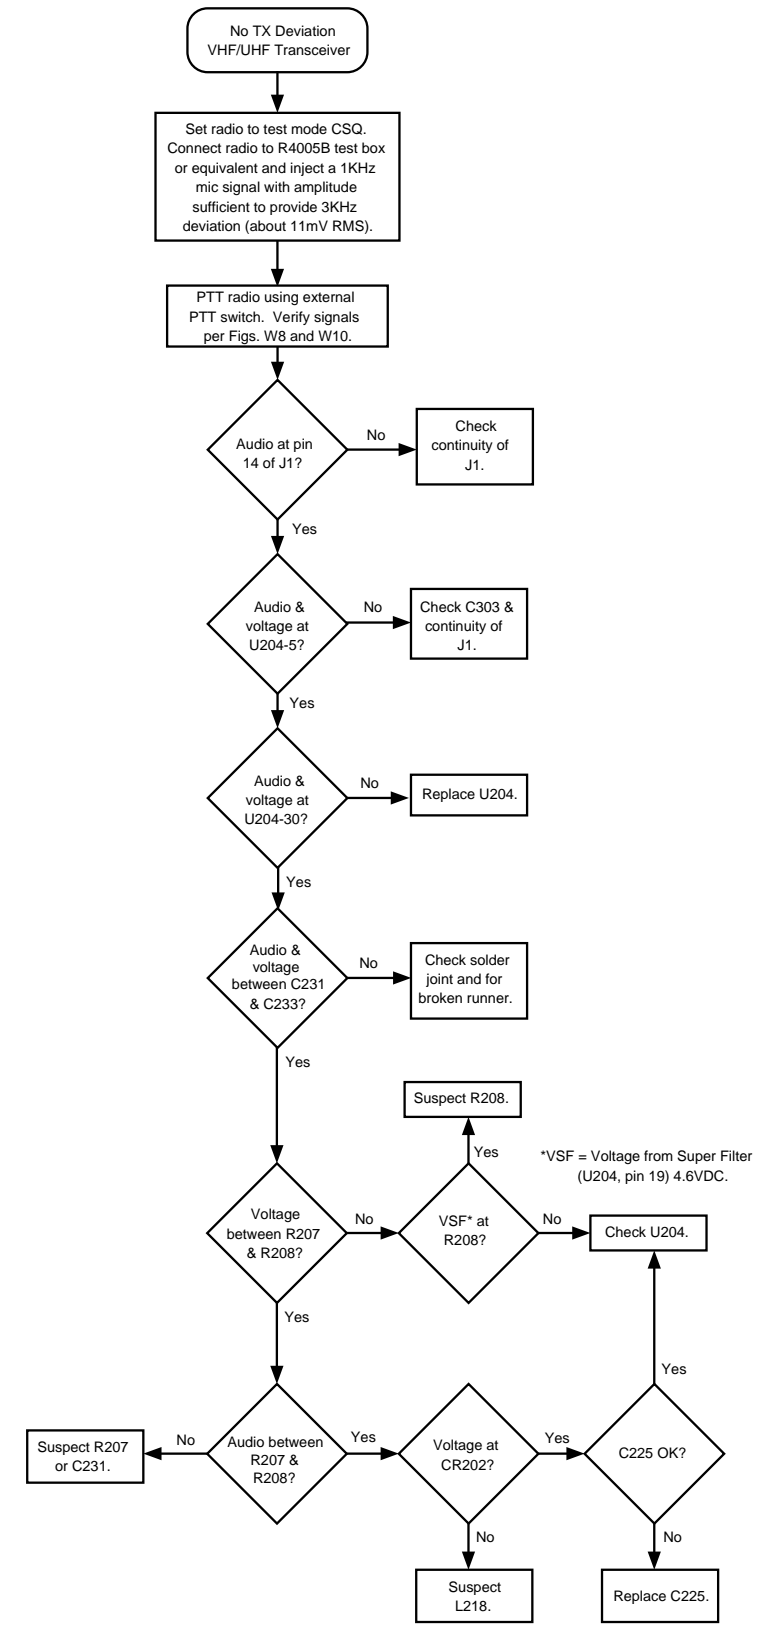 No TX Deviation
VHF/UHF Transceiver
Set radio to test mode CSQ.
Connect radio to R4005B test box
or equivalent and inject a 1KHz
mic signal with amplitude
sufficient to provide 3KHz
deviation (about 11mV RMS).
PTT radio using external
PTT switch. Verify signals
per Figs. W8 and W10.
Audio at pin
14 of J1?
No
Check
continuity of
J1.
Yes
Audio &
voltage at
U204-5?
No
Check C303 &
continuity of
J1.
Yes
Audio &
voltage at
U204-30?
No
Replace U204.
Yes
Audio &
voltage
between C231
& C233?
No
Check solder
joint and for
broken runner.
Yes
Suspect R208.
Yes
*VSF = Voltage from Super Filter
(U204, pin 19) 4.6VDC.
Voltage
between R207
& R208?
No
VSF* at
R208?
No
Check U204.
Yes
Yes
Suspect R207
or C231.
No
Audio between
R207 &
R208?
Yes
Voltage at
CR202?
Yes
C225 OK?
No
No
Suspect
L218.
Replace C225.